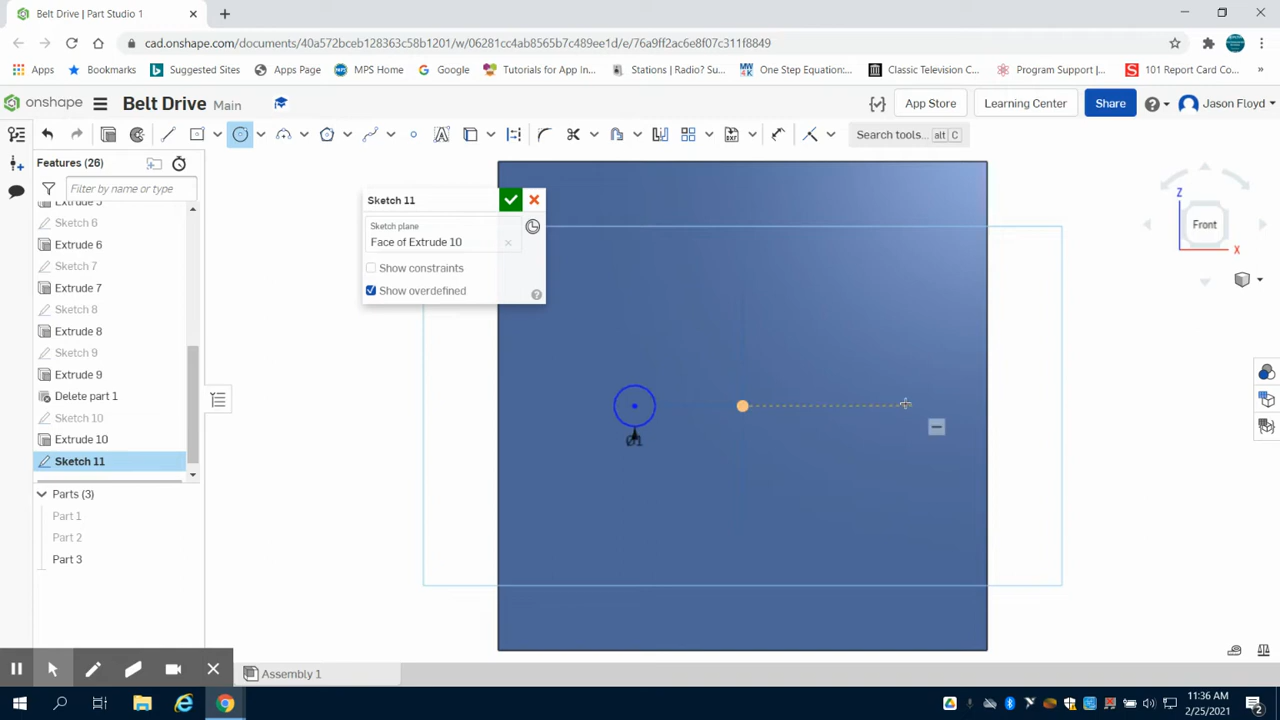 Belt Drive | Part Studio 1
cad.onshape.com/documents/40a572bceb128363c58b1201/w/06281cc4ab8565b7c489ee1d/e/76a9ff2ac6e8f07c311f8849
Apps
Bookmarks
Suggested Sites
Apps Page
MPS Home
Google
Tutorials for App In...
Stations | Radio? Su...
One Step Equation:...
Classic Television C...
Program Support |...
101 Report Card Co...
»
onshape
Belt Drive Main
App Store
Learning Center
Share
Jason Floyd
Search tools... alt C
Features (26)
Filter by name or type
Sketch 6
Extrude 6
Sketch 7
Extrude 7
Sketch 8
Extrude 8
Sketch 9
Extrude 9
Delete part 1
Sketch 10
Extrude 10
Sketch 11
Parts (3)
Part 1
Part 2
Part 3
Sketch 11
Sketch plane
Face of Extrude 10
Show constraints
Show overdefined
Ø1
Z
Front
X
Assembly 1
11:36 AM
2/25/2021
2